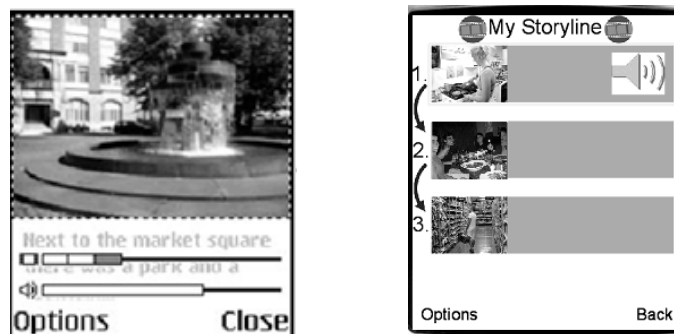 Next to the market square
there was a park and a
Options Close
My Storyline
1.
2.
3.
Options Back